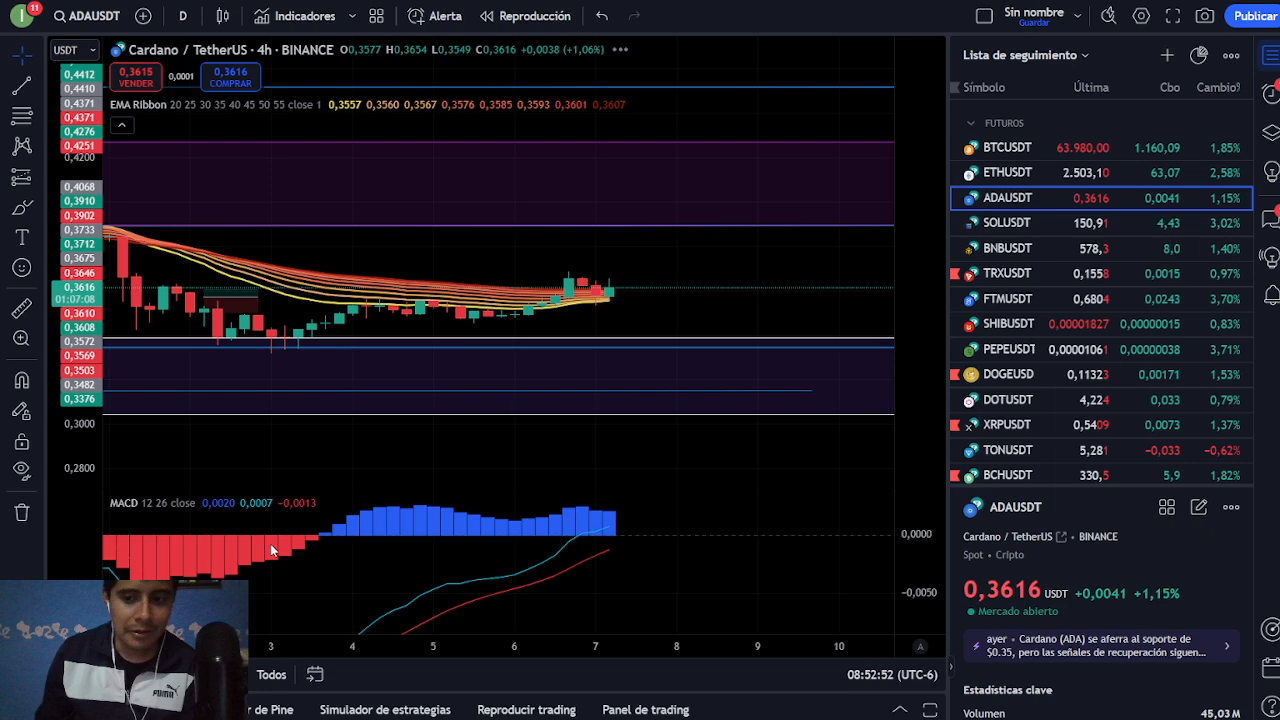 I
11
ADAUSDT
D
Indicadores
Alerta
Reproducción
Sin nombre
Guardar
Publicar
USDT
Cardano / TetherUS · 4h · BINANCE O0,3577 H0,3654 L0,3549 C0,3616 +0,0038 (+1,06%)
0,3615
VENDER
0,0001
0,3616
COMPRAR
EMA Ribbon 20 25 30 35 40 45 50 55 close 1 0,3557 0,3560 0,3567 0,3576 0,3585 0,3593 0,3601 0,3607
0,4412
0,4410
0,4371
0,4371
0,4276
0,4251
0,4200
0,4068
0,3910
0,3902
0,3733
0,3712
0,3675
0,3646
0,3616
01:07:08
0,3610
0,3608
0,3572
0,3569
0,3503
0,3482
0,3376
0,3000
0,2800
MACD 12 26 close 0,0020 0,0007 −0,0013
0,0000
−0,0050
3 4 5 6 7 8 9 10
A
Todos
08:52:52 (UTC-6)
de Pine
Simulador de estrategias
Reproducir trading
Panel de trading
Lista de seguimiento
Símbolo Última Cbo Cambio%
FUTUROS
BTCUSDT 63.980,00 1.160,09 1,85%
ETHUSDT 2.503,10 63,07 2,58%
ADAUSDT 0,3616 0,0041 1,15%
SOLUSDT 150,91 4,43 3,02%
BNBUSDT 578,3 8,0 1,40%
TRXUSDT 0,1558 0,0015 0,97%
FTMUSDT 0,6804 0,0243 3,70%
SHIBUSDT 0,00001827 0,00000015 0,83%
PEPEUSDT 0,00001061 0,00000038 3,71%
DOGEUSD 0,11323 0,00171 1,53%
DOTUSDT 4,224 0,033 0,79%
XRPUSDT 0,5409 0,0073 1,37%
TONUSDT 5,281 −0,033 −0,62%
BCHUSDT 330,5 5,9 1,82%
ADAUSDT
Cardano / TetherUS · BINANCE
Spot · Cripto
0,3616 USDT +0,0041 +1,15%
Mercado abierto
ayer · Cardano (ADA) se aferra al soporte de
$0.35, pero las señales de recuperación siguen...
Estadísticas clave
Volumen 45,03 M
PUMA